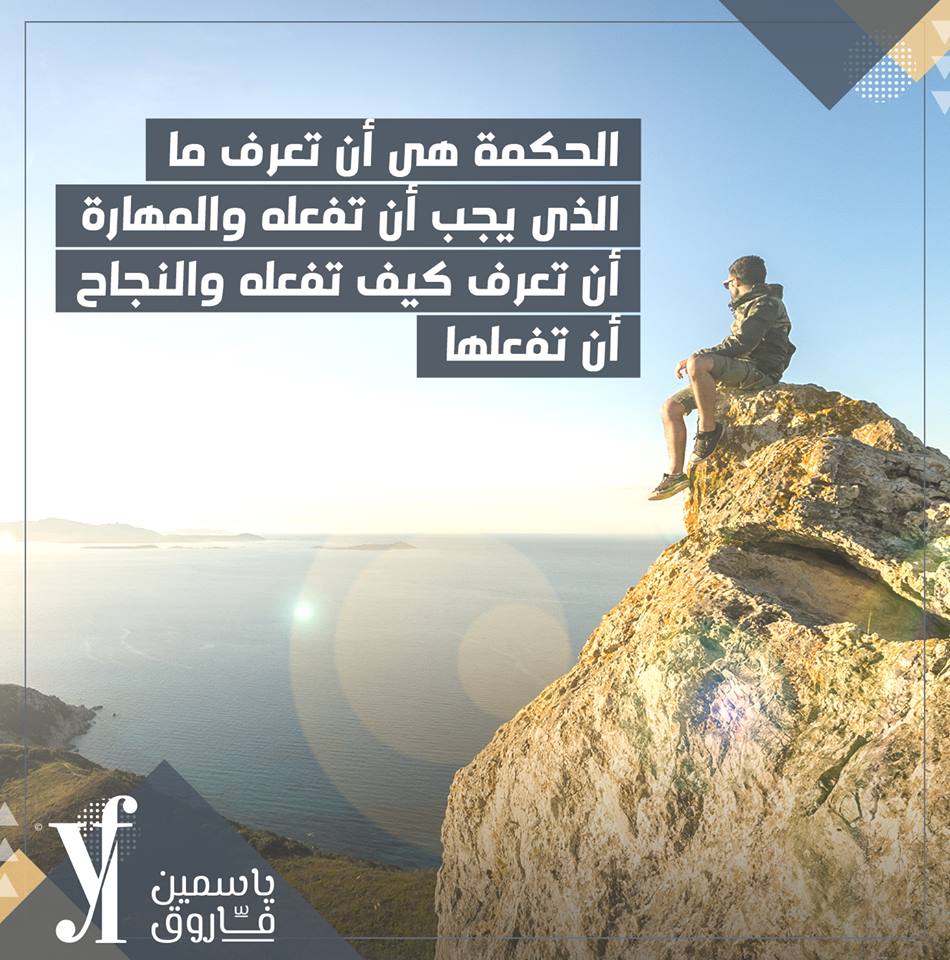 الحكمة هى أن تعرف ما
الذى يجب أن تفعله والمهارة
أن تعرف كيف تفعله والنجاح
أن تفعلها
©
yf
ياسمين
فاروق